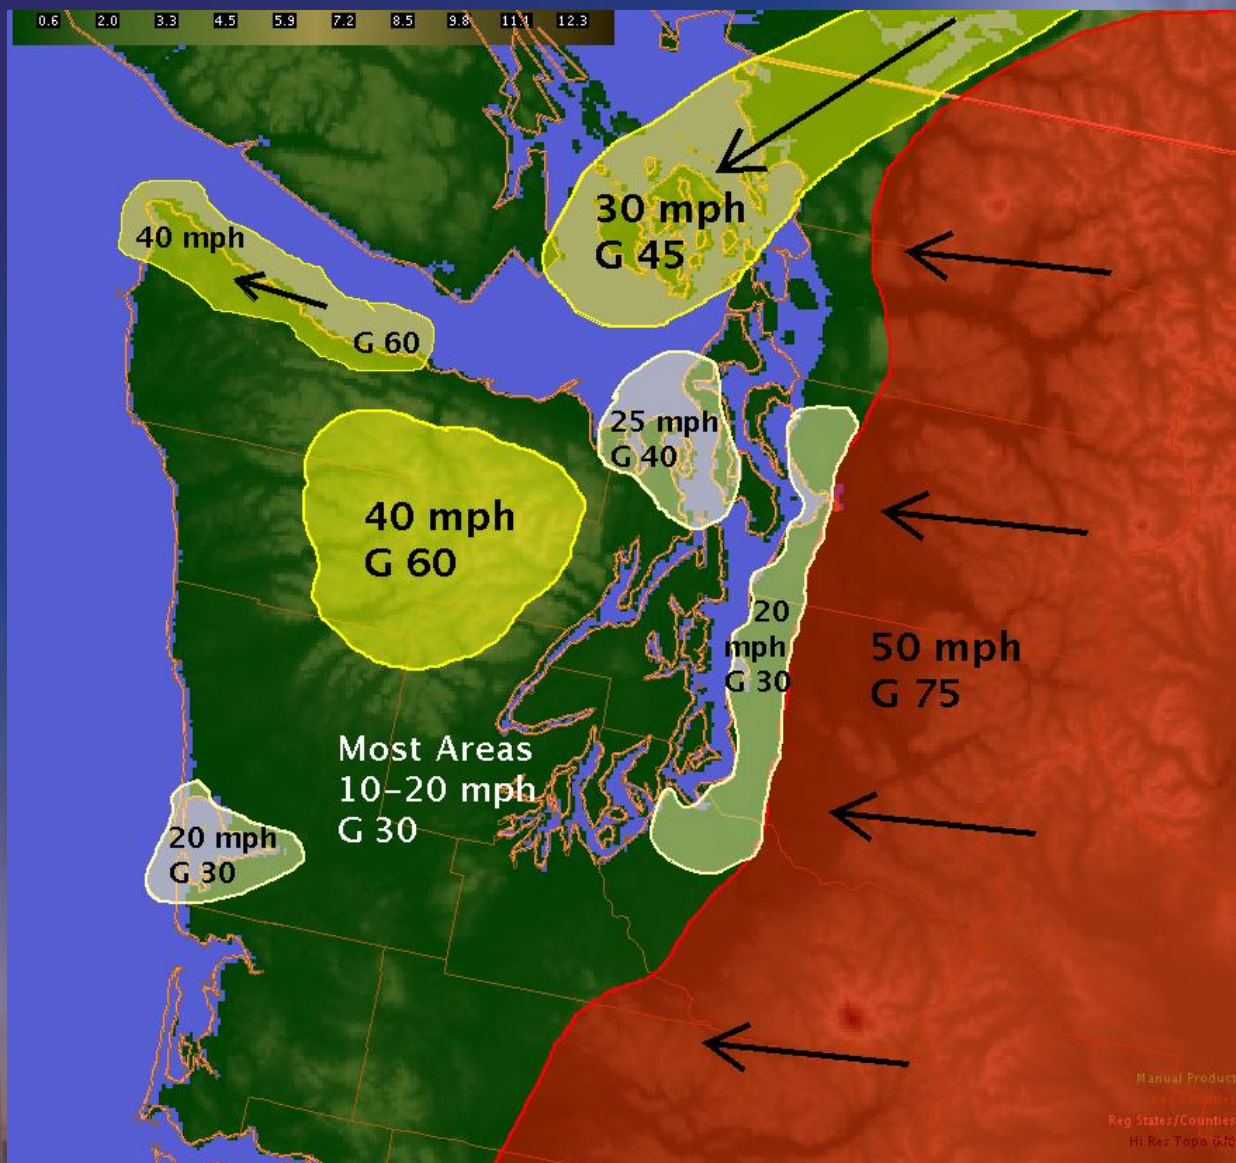 0.6 2.0 3.3 4.5 5.9 7.2 8.5 9.8 11.1 12.3
30 mph
G 45
40 mph
G 60
25 mph
G 40
40 mph
G 60
20
mph
G 30
50 mph
G 75
Most Areas
10-20 mph
G 30
20 mph
G 30
Manual Product
Reg States/Counties
Hi Res Topo